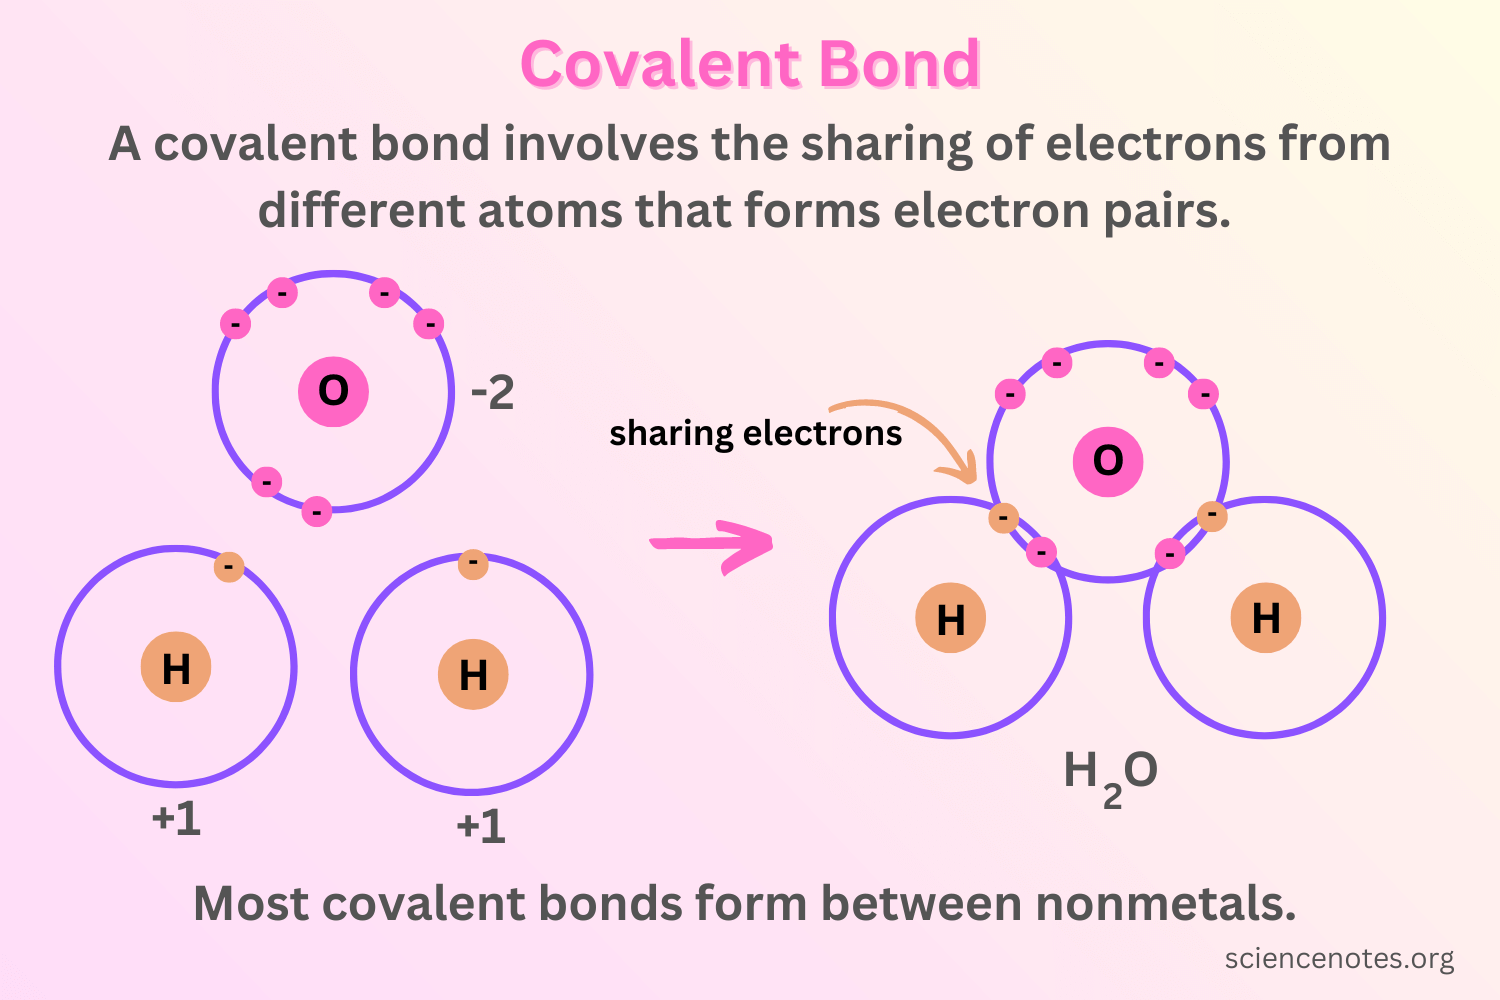 Covalent Bond
A covalent bond involves the sharing of electrons from
different atoms that forms electron pairs.
- - - -
O
-2
- -
- -
H H
+1 +1
sharing electrons
- - - -
O
- -
- -
H H
H₂O
Most covalent bonds form between nonmetals.
sciencenotes.org